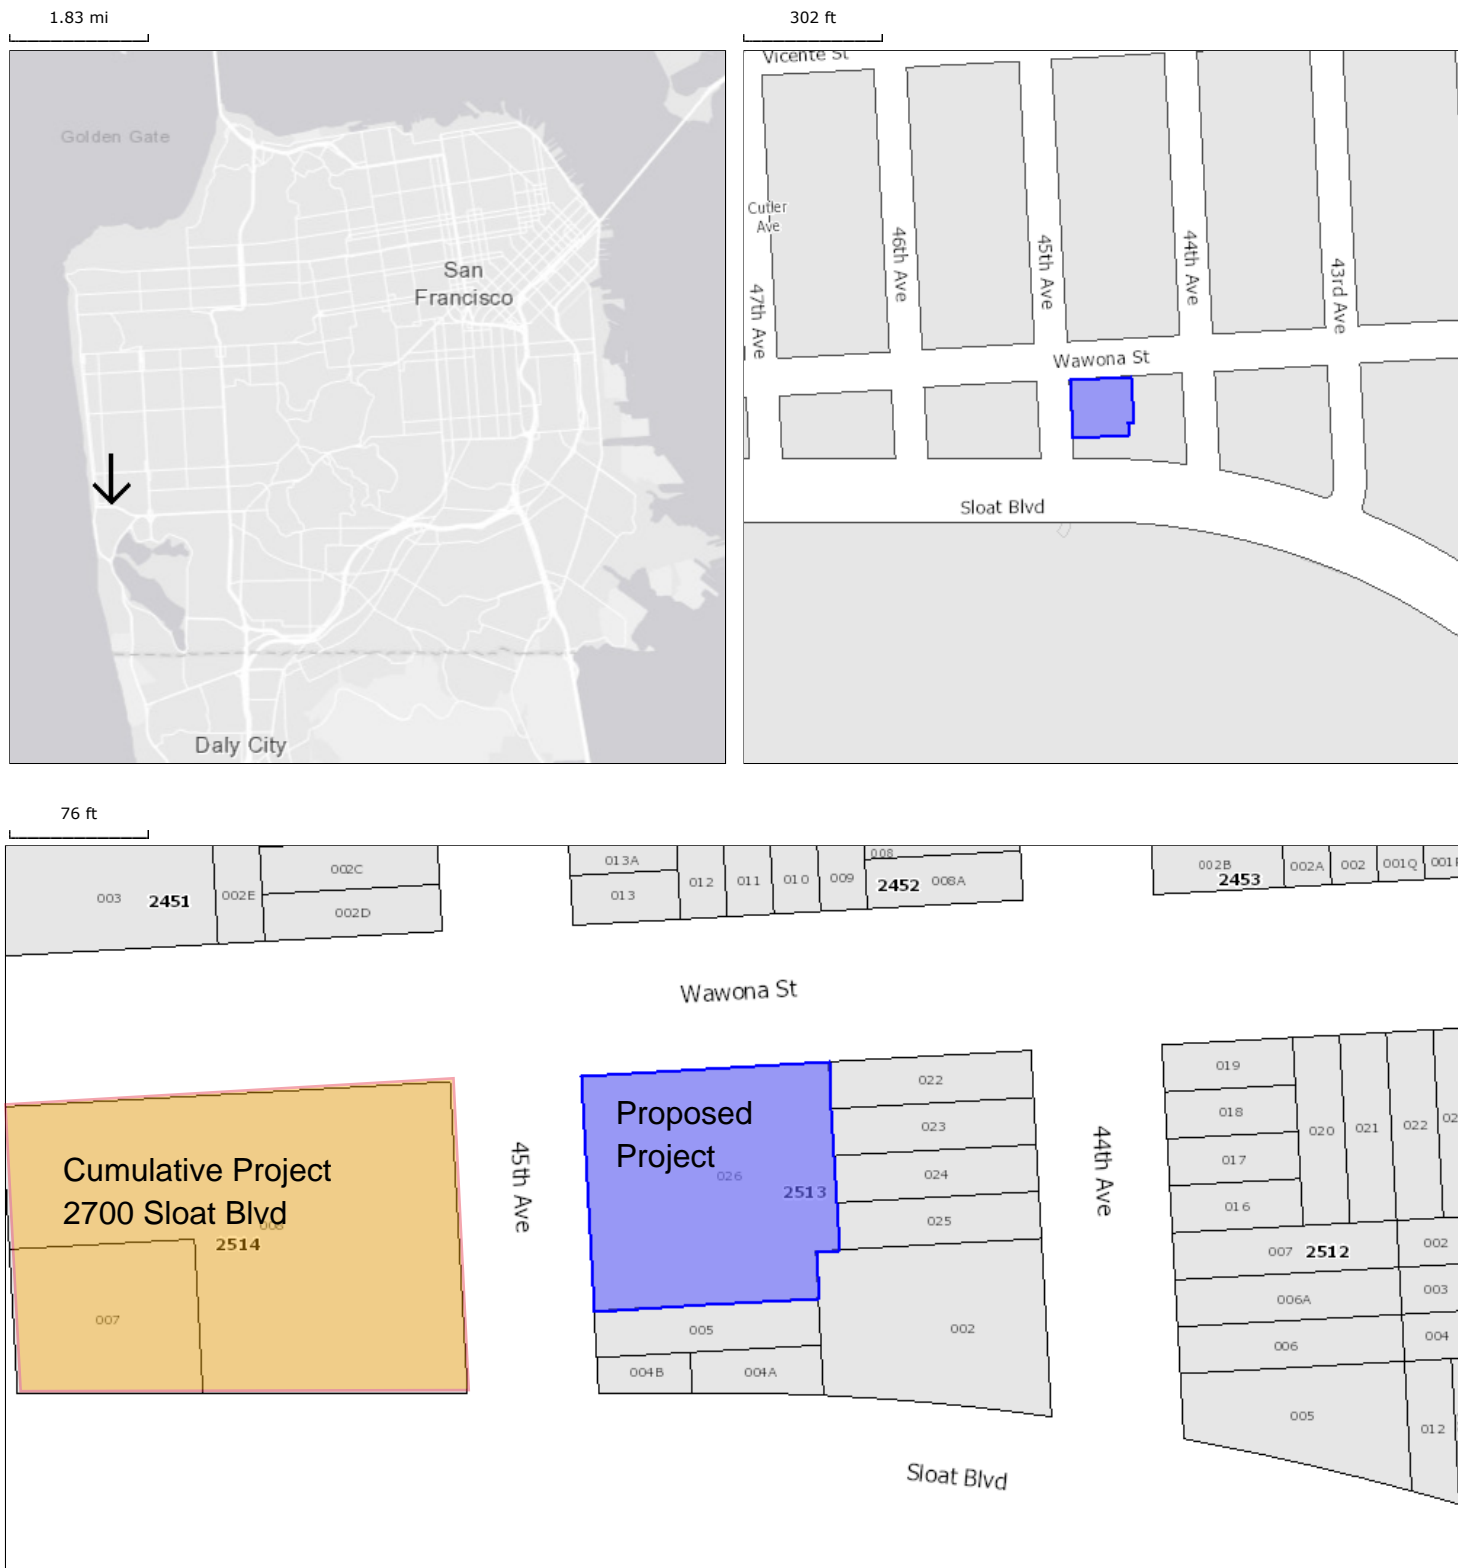 1.83 mi
302 ft
Golden Gate
San
Francisco
Daly City
Vicente St
Cutler
Ave
47th Ave
46th Ave
45th Ave
44th Ave
43rd Ave
Wawona St
Sloat Blvd
76 ft
003
2451
002E
002C
002D
013A
013
012
011
010
009
008
2452
008A
002B
2453
002A
002
001Q
Wawona St
Cumulative Project
2700 Sloat Blvd
2514
007
45th Ave
Proposed
Project
026
2513
022
023
024
025
005
004B
004A
002
44th Ave
019
018
017
016
020
021
022
007
2512
002
006A
003
006
004
005
012
Sloat Blvd